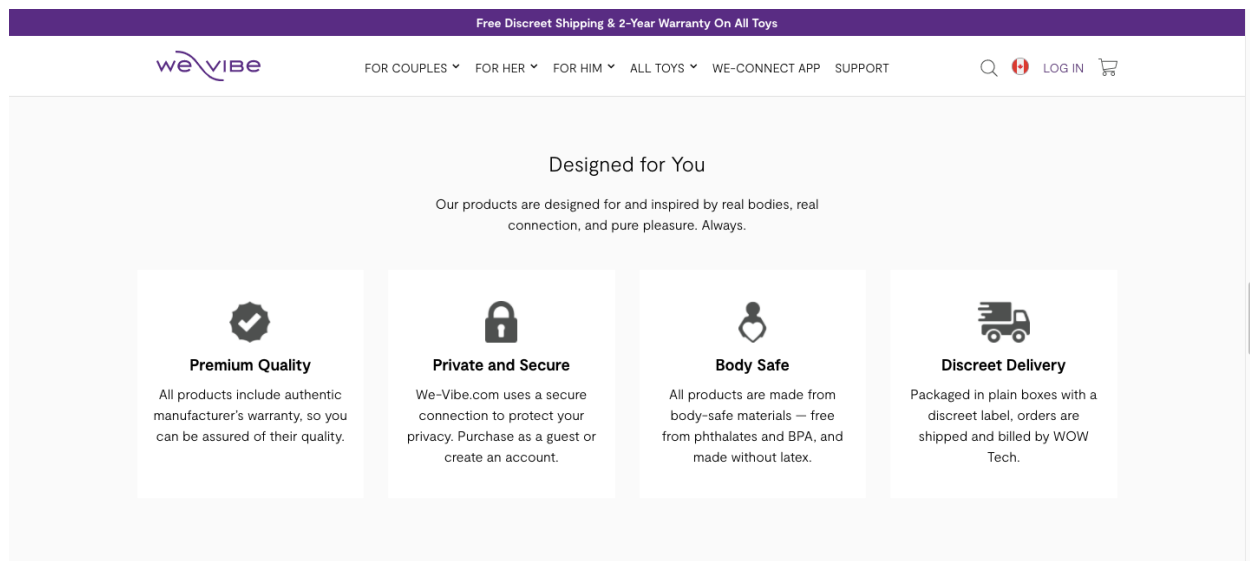 Free Discreet Shipping & 2-Year Warranty On All Toys
we vibe
FOR COUPLES
FOR HER
FOR HIM
ALL TOYS
WE-CONNECT APP
SUPPORT
LOG IN
Designed for You
Our products are designed for and inspired by real bodies, real
connection, and pure pleasure. Always.
Premium Quality
All products include authentic
manufacturer's warranty, so you
can be assured of their quality.
Private and Secure
We-Vibe.com uses a secure
connection to protect your
privacy. Purchase as a guest or
create an account.
Body Safe
All products are made from
body-safe materials — free
from phthalates and BPA, and
made without latex.
Discreet Delivery
Packaged in plain boxes with a
discreet label, orders are
shipped and billed by WOW
Tech.